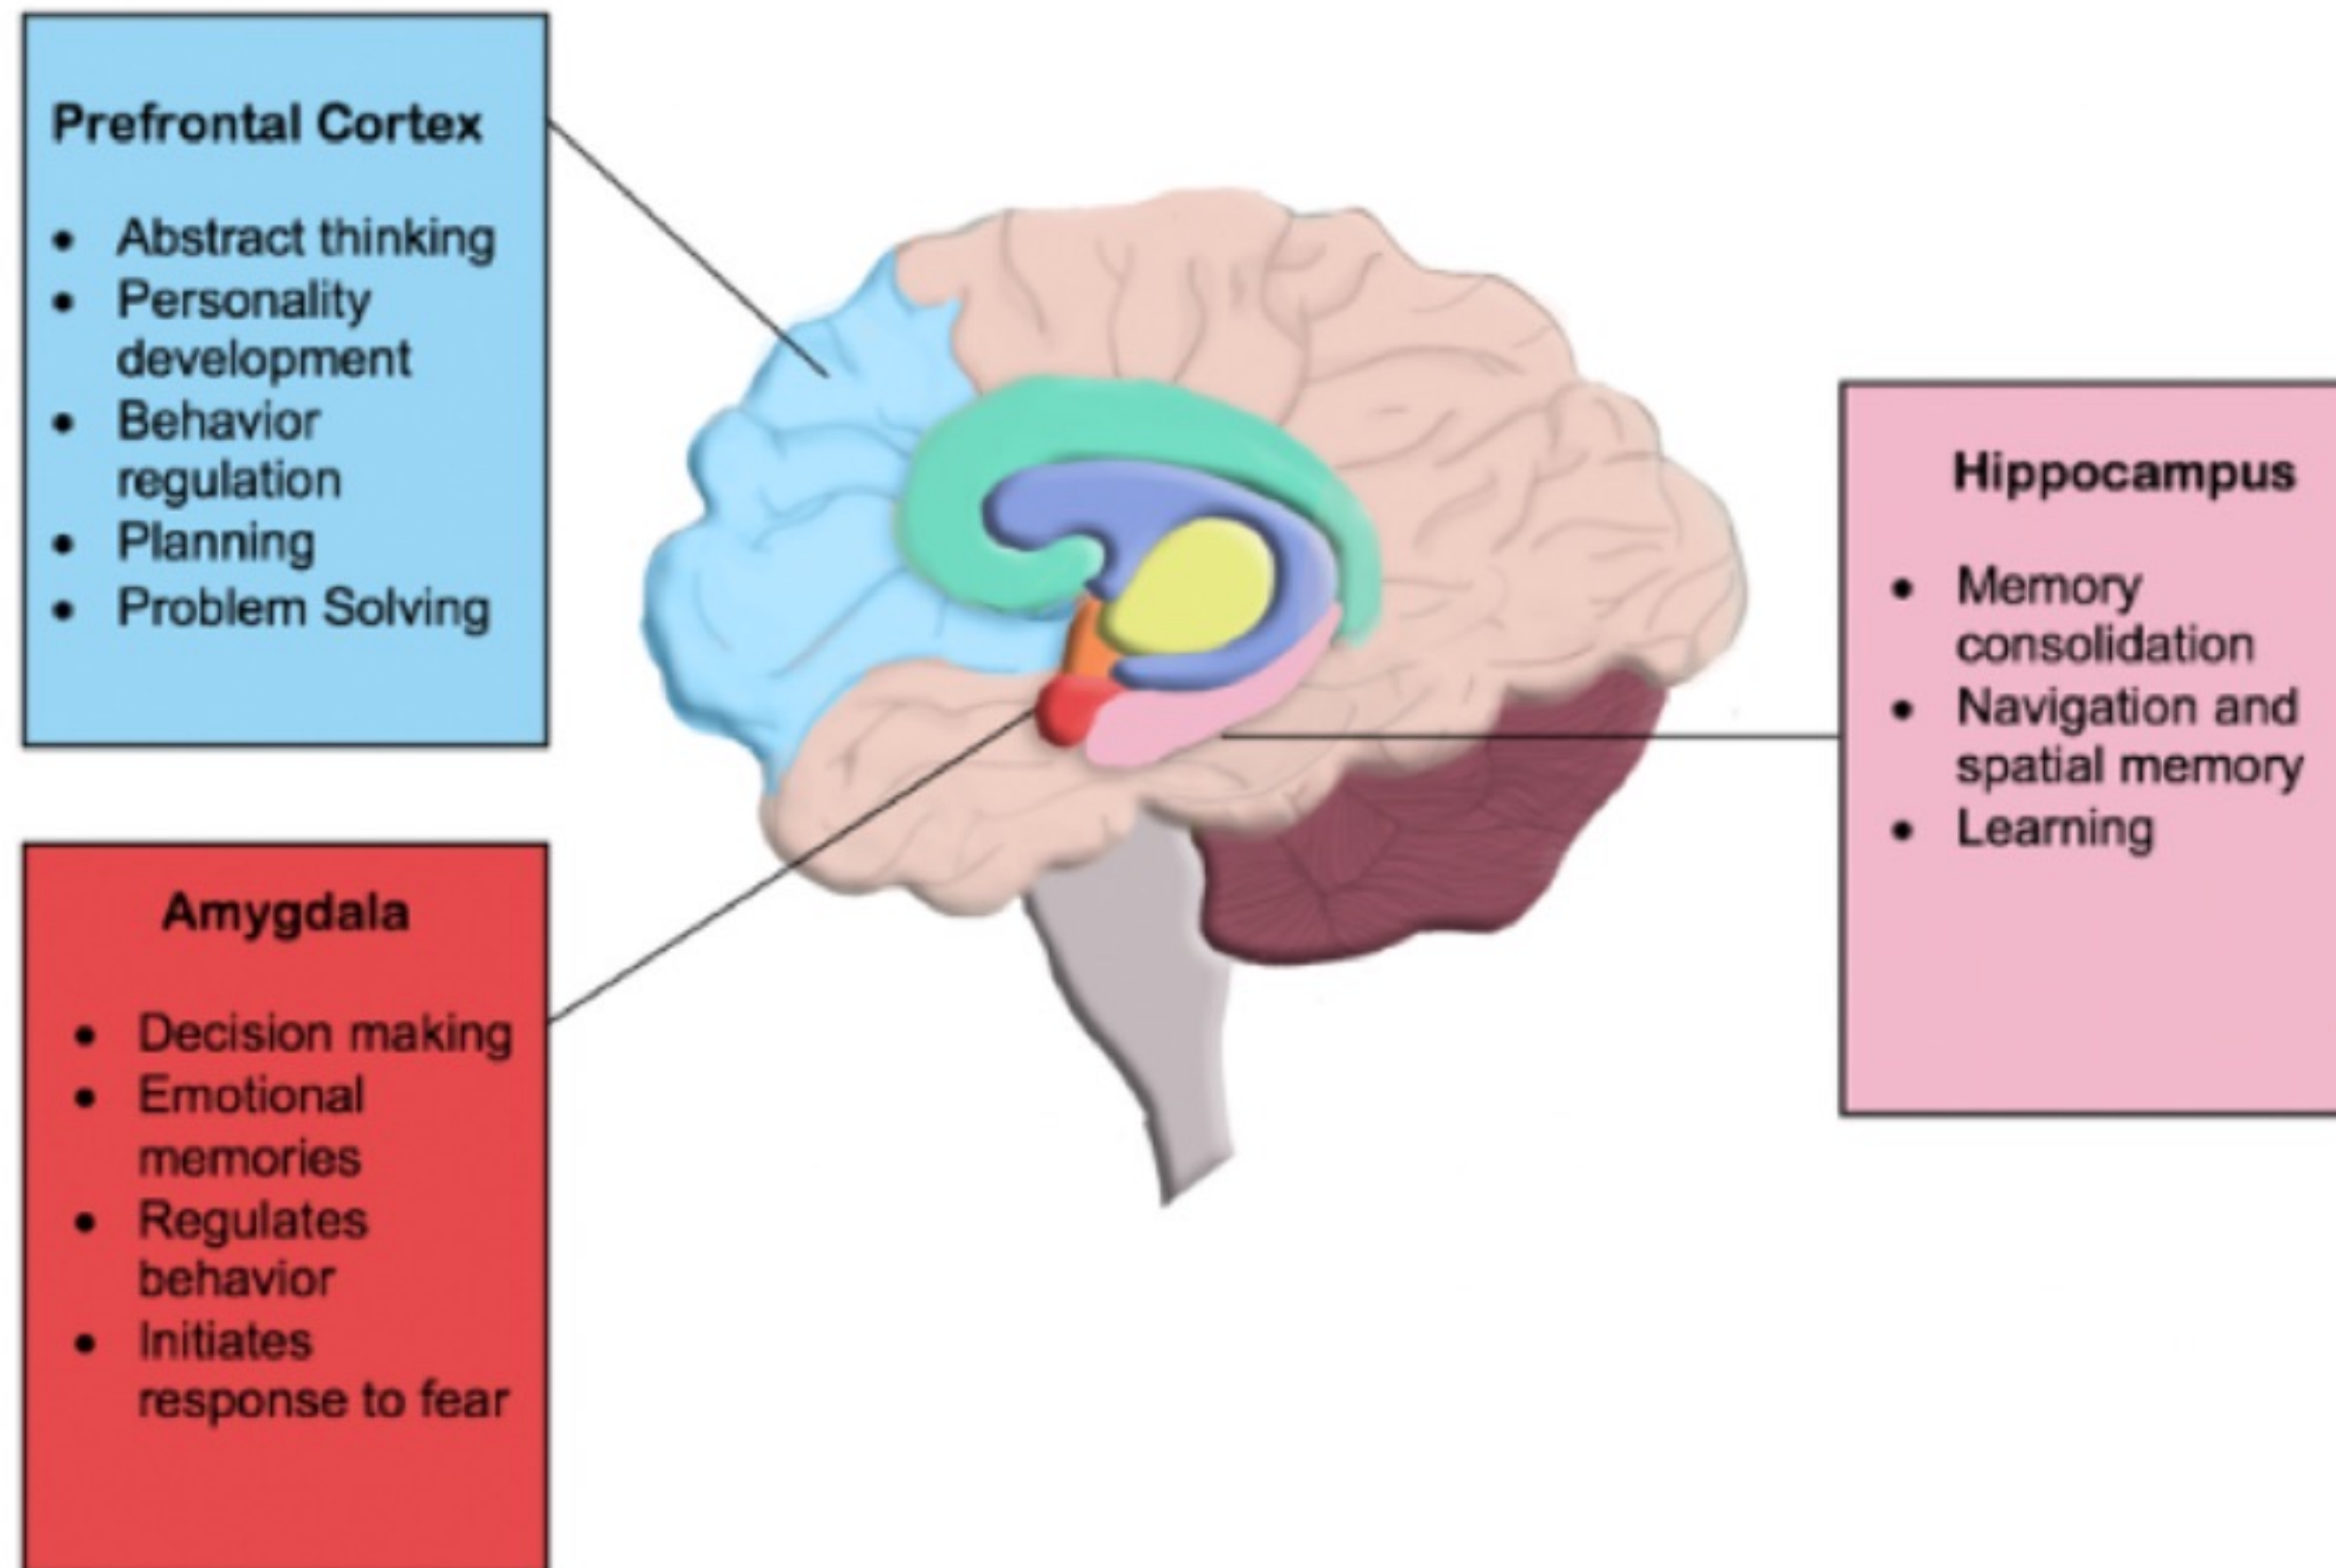 Prefrontal Cortex
• Abstract thinking
• Personality
development
• Behavior
regulation
• Planning
• Problem Solving
Amygdala
• Decision making
• Emotional
memories
• Regulates
behavior
• Initiates
response to fear
Hippocampus
• Memory
consolidation
• Navigation and
spatial memory
• Learning